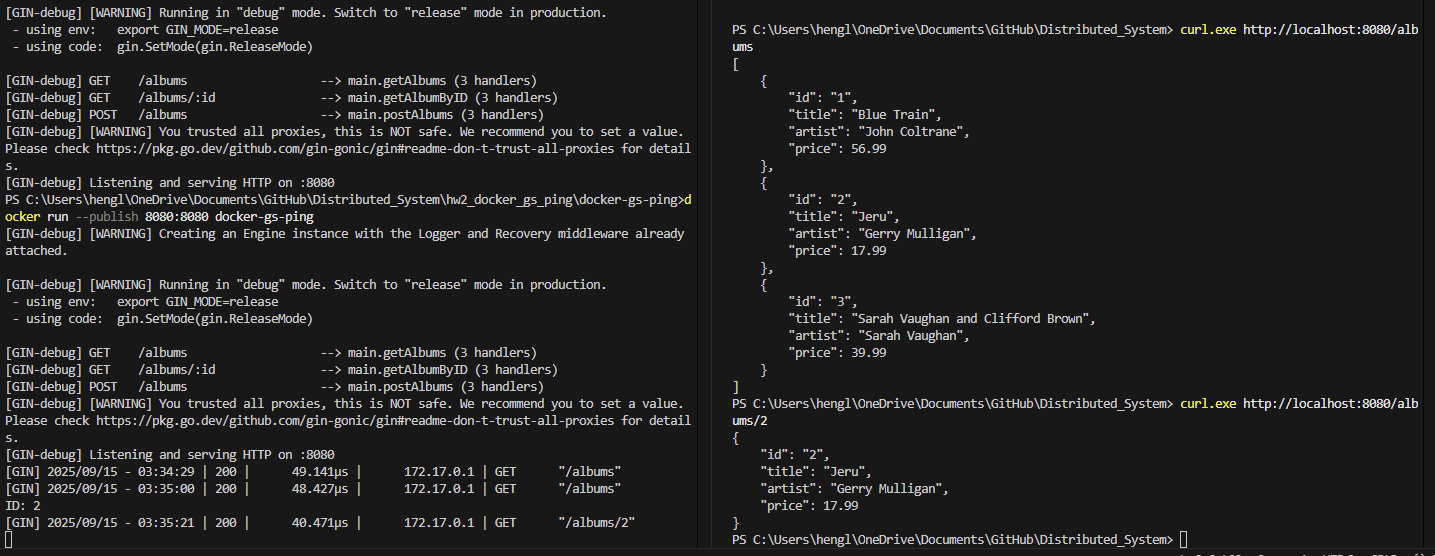 [GIN-debug] [WARNING] Running in "debug" mode. Switch to "release" mode in production.
 - using env:   export GIN_MODE=release
 - using code:  gin.SetMode(gin.ReleaseMode)

[GIN-debug] GET    /albums                   --> main.getAlbums (3 handlers)
[GIN-debug] GET    /albums/:id               --> main.getAlbumByID (3 handlers)
[GIN-debug] POST   /albums                   --> main.postAlbums (3 handlers)
[GIN-debug] [WARNING] You trusted all proxies, this is NOT safe. We recommend you to set a value.
Please check https://pkg.go.dev/github.com/gin-gonic/gin#readme-don-t-trust-all-proxies for detail
s.
[GIN-debug] Listening and serving HTTP on :8080
PS C:\Users\hengl\OneDrive\Documents\GitHub\Distributed_System\hw2_docker_gs_ping\docker-gs-ping>d
ocker run --publish 8080:8080 docker-gs-ping
[GIN-debug] [WARNING] Creating an Engine instance with the Logger and Recovery middleware already
attached.

[GIN-debug] [WARNING] Running in "debug" mode. Switch to "release" mode in production.
 - using env:   export GIN_MODE=release
 - using code:  gin.SetMode(gin.ReleaseMode)

[GIN-debug] GET    /albums                   --> main.getAlbums (3 handlers)
[GIN-debug] GET    /albums/:id               --> main.getAlbumByID (3 handlers)
[GIN-debug] POST   /albums                   --> main.postAlbums (3 handlers)
[GIN-debug] [WARNING] You trusted all proxies, this is NOT safe. We recommend you to set a value.
Please check https://pkg.go.dev/github.com/gin-gonic/gin#readme-don-t-trust-all-proxies for detail
s.
[GIN-debug] Listening and serving HTTP on :8080
[GIN] 2025/09/15 - 03:34:29 | 200 |      49.141µs |      172.17.0.1 | GET      "/albums"
[GIN] 2025/09/15 - 03:35:00 | 200 |      48.427µs |      172.17.0.1 | GET      "/albums"
ID: 2
[GIN] 2025/09/15 - 03:35:21 | 200 |      40.471µs |      172.17.0.1 | GET      "/albums/2"
PS C:\Users\hengl\OneDrive\Documents\GitHub\Distributed_System> curl.exe http://localhost:8080/alb
ums
[
    {
        "id": "1",
        "title": "Blue Train",
        "artist": "John Coltrane",
        "price": 56.99
    },
    {
        "id": "2",
        "title": "Jeru",
        "artist": "Gerry Mulligan",
        "price": 17.99
    },
    {
        "id": "3",
        "title": "Sarah Vaughan and Clifford Brown",
        "artist": "Sarah Vaughan",
        "price": 39.99
    }
]
PS C:\Users\hengl\OneDrive\Documents\GitHub\Distributed_System> curl.exe http://localhost:8080/alb
ums/2
{
    "id": "2",
    "title": "Jeru",
    "artist": "Gerry Mulligan",
    "price": 17.99
}
PS C:\Users\hengl\OneDrive\Documents\GitHub\Distributed_System>